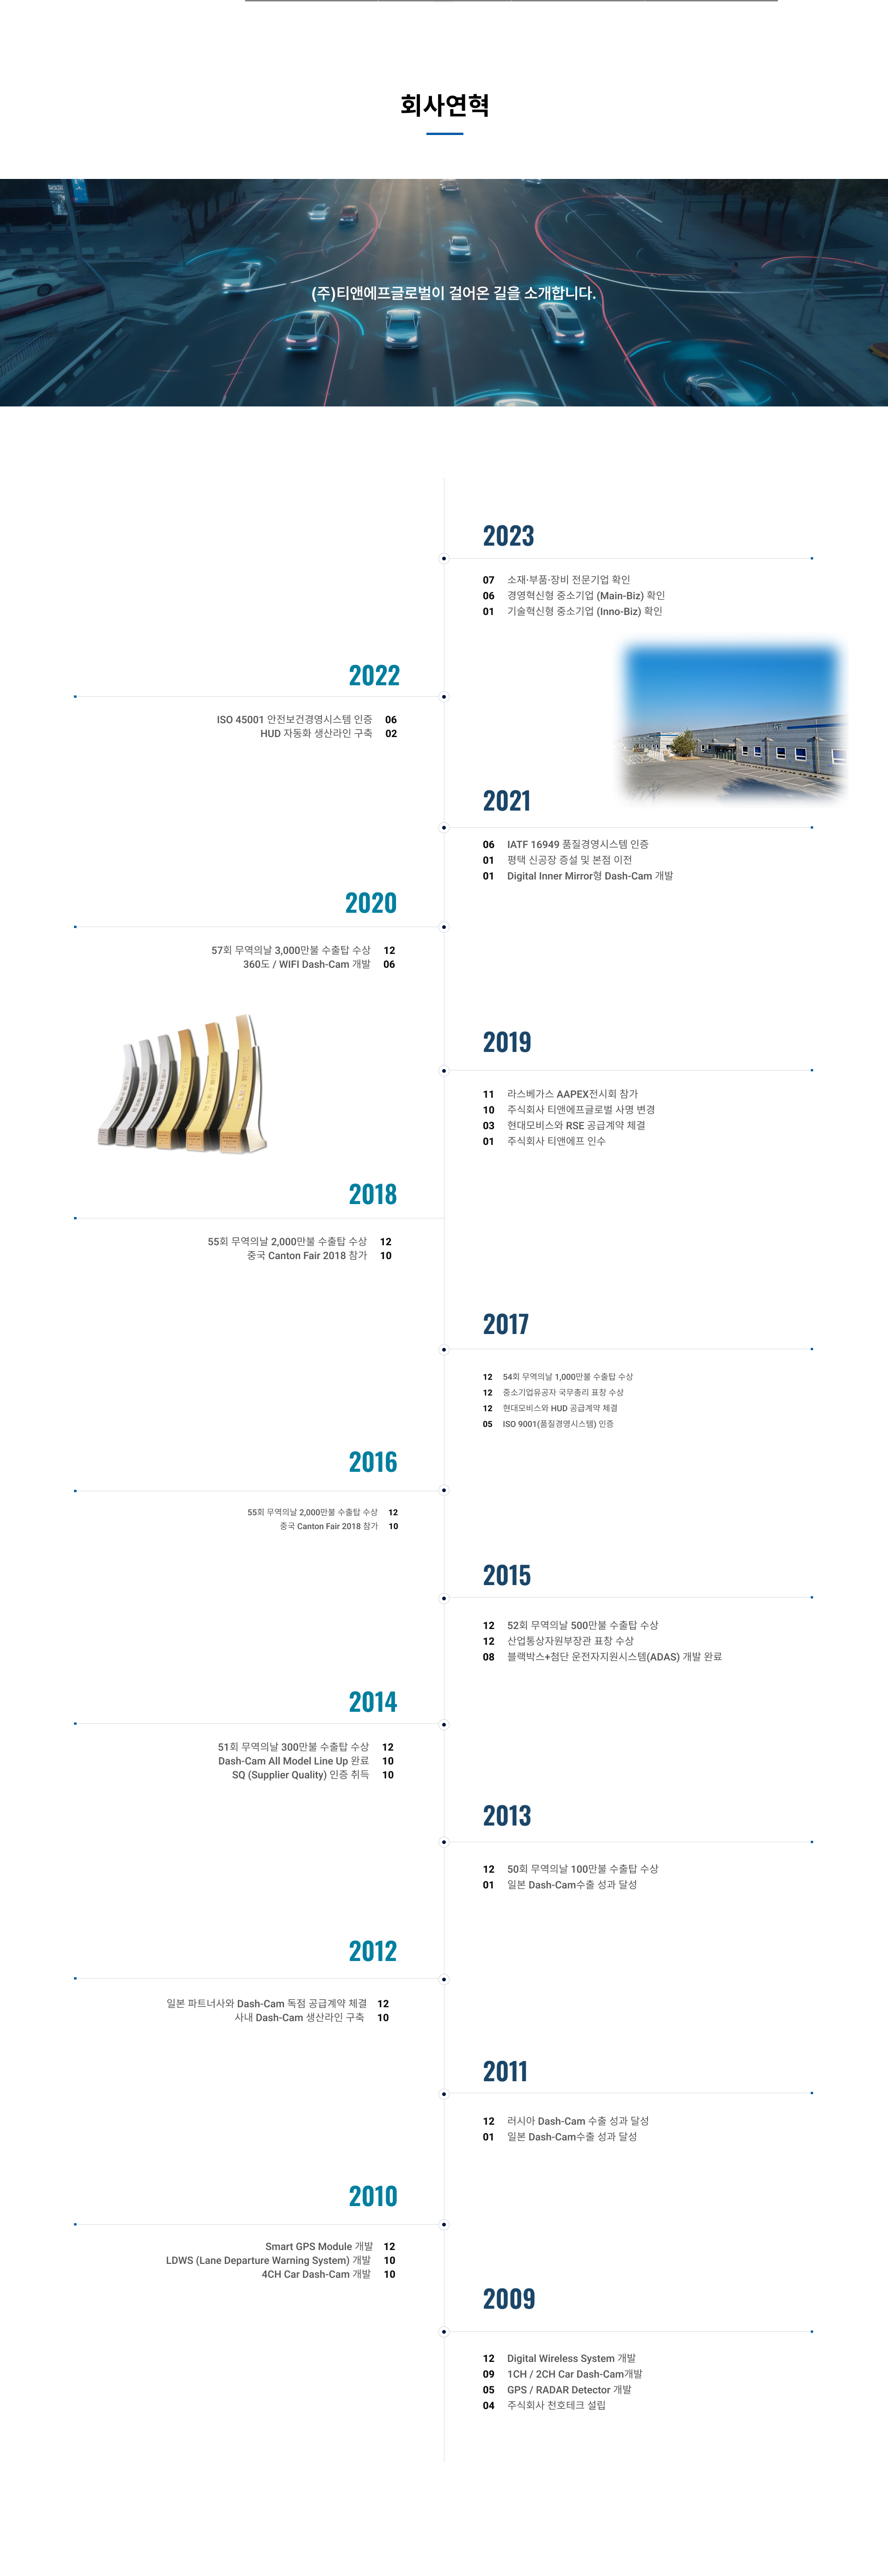 회사연혁
(주)티앤에프글로벌이 걸어온 길을 소개합니다.
2023
07 소재·부품·장비 전문기업 확인
06 경영혁신형 중소기업 (Main-Biz) 확인
01 기술혁신형 중소기업 (Inno-Biz) 확인
2022
ISO 45001 안전보건경영시스템 인증 06
HUD 자동화 생산라인 구축 02
2021
06 IATF 16949 품질경영시스템 인증
01 평택 신공장 증설 및 본점 이전
01 Digital Inner Mirror형 Dash-Cam 개발
2020
57회 무역의날 3,000만불 수출탑 수상 12
360도 / WIFI Dash-Cam 개발 06
2019
11 라스베가스 AAPEX전시회 참가
10 주식회사 티앤에프글로벌 사명 변경
03 현대모비스와 RSE 공급계약 체결
01 주식회사 티앤에프 인수
2018
55회 무역의날 2,000만불 수출탑 수상 12
중국 Canton Fair 2018 참가 10
2017
12 54회 무역의날 1,000만불 수출탑 수상
12 중소기업유공자 국무총리 표창 수상
12 현대모비스와 HUD 공급계약 체결
05 ISO 9001(품질경영시스템) 인증
2016
55회 무역의날 2,000만불 수출탑 수상 12
중국 Canton Fair 2018 참가 10
2015
12 52회 무역의날 500만불 수출탑 수상
12 산업통상자원부장관 표창 수상
08 블랙박스+첨단 운전자지원시스템(ADAS) 개발 완료
2014
51회 무역의날 300만불 수출탑 수상 12
Dash-Cam All Model Line Up 완료 10
SQ (Supplier Quality) 인증 취득 10
2013
12 50회 무역의날 100만불 수출탑 수상
01 일본 Dash-Cam수출 성과 달성
2012
일본 파트너사와 Dash-Cam 독점 공급계약 체결 12
사내 Dash-Cam 생산라인 구축 10
2011
12 러시아 Dash-Cam 수출 성과 달성
01 일본 Dash-Cam수출 성과 달성
2010
Smart GPS Module 개발 12
LDWS (Lane Departure Warning System) 개발 10
4CH Car Dash-Cam 개발 10
2009
12 Digital Wireless System 개발
09 1CH / 2CH Car Dash-Cam개발
05 GPS / RADAR Detector 개발
04 주식회사 천호테크 설립